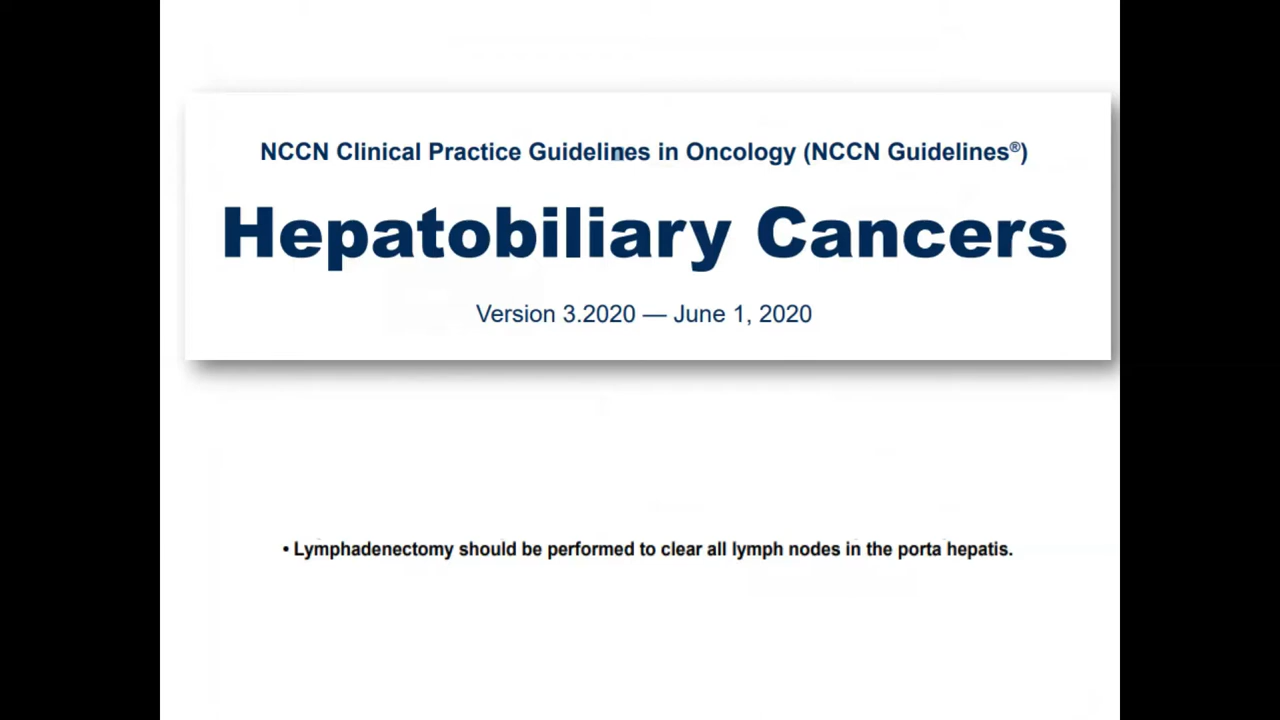 NCCN Clinical Practice Guidelines in Oncology (NCCN Guidelines®)
Hepatobiliary Cancers
Version 3.2020 — June 1, 2020
• Lymphadenectomy should be performed to clear all lymph nodes in the porta hepatis.